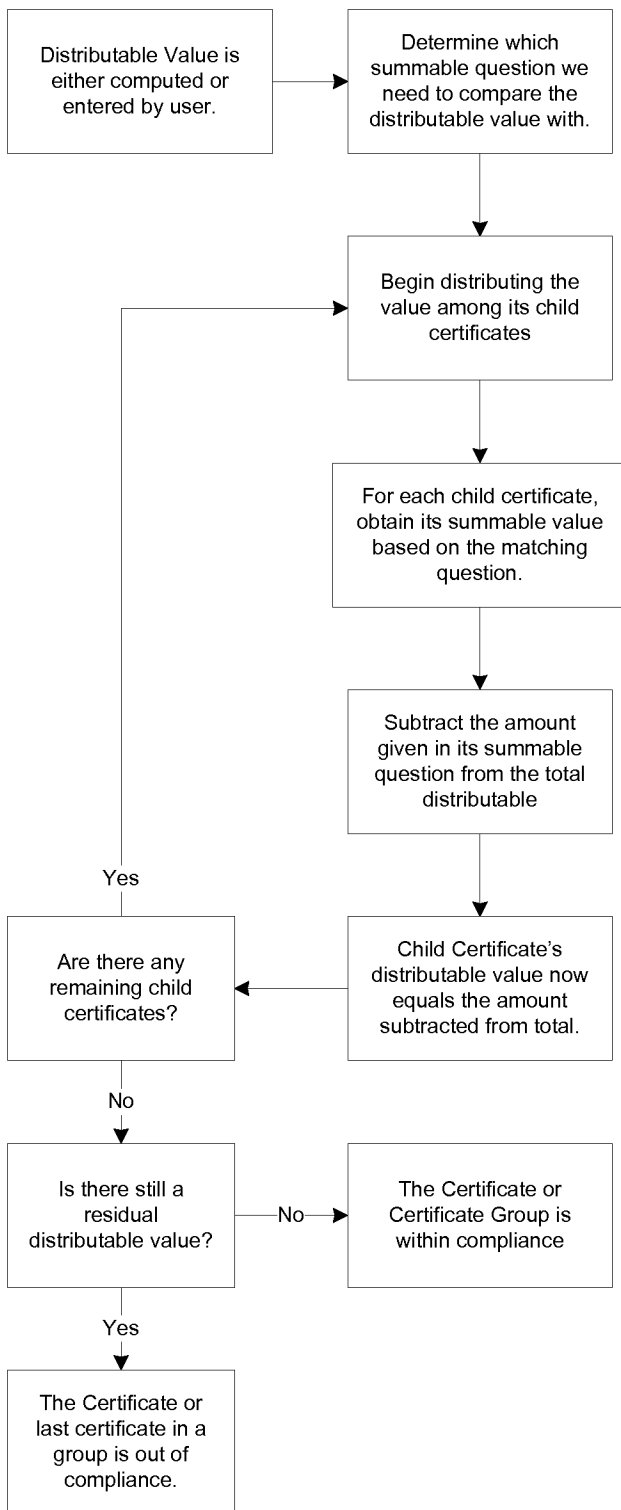 Distributable Value is
either computed or
entered by user.
Determine which
summable question we
need to compare the
distributable value with.
Begin distributing the
value among its child
certificates
For each child certificate,
obtain its summable value
based on the matching
question.
Subtract the amount
given in its summable
question from the total
distributable
Child Certificate's
distributable value now
equals the amount
subtracted from total.
Are there any
remaining child
certificates?
Yes
No
Is there still a
residual
distributable value?
No
The Certificate or
Certificate Group is
within compliance
Yes
The Certificate or
last certificate in a
group is out of
compliance.